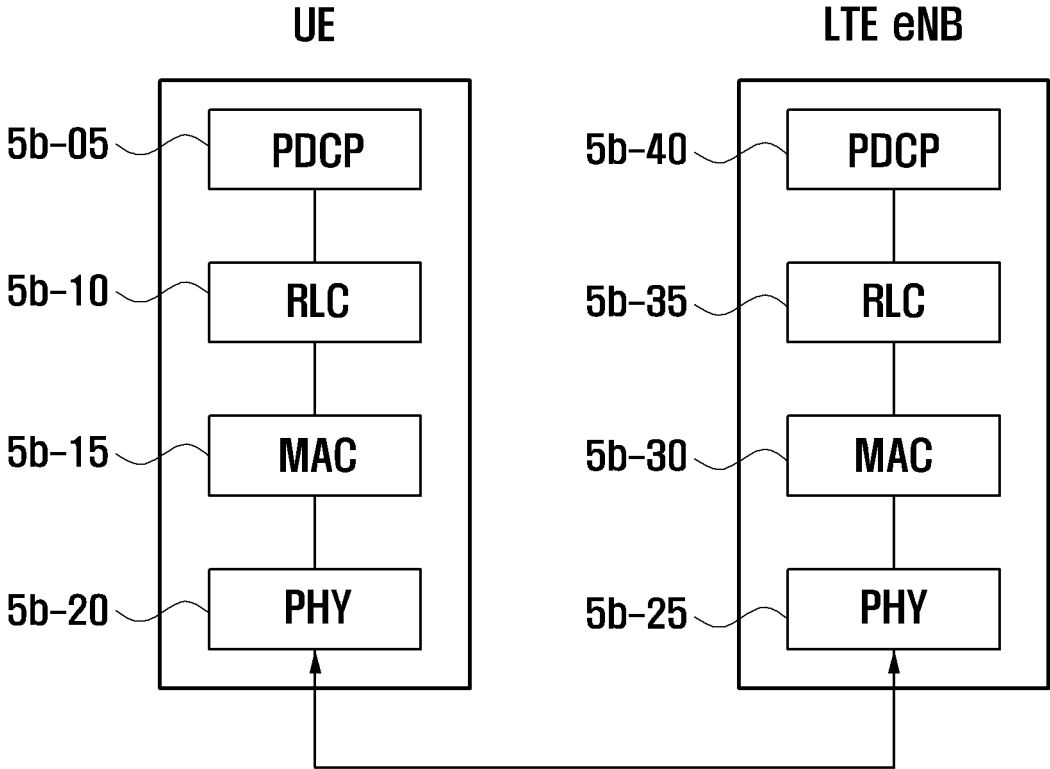 UE
LTE eNB
5b-05
PDCP
5b-40
PDCP
5b-10
RLC
5b-35
RLC
5b-15
MAC
5b-30
MAC
5b-20
PHY
5b-25
PHY